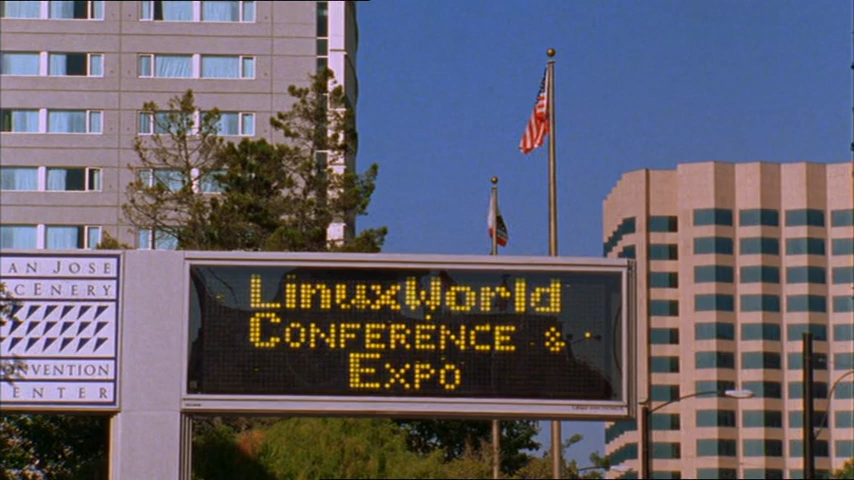 AN JOSE
CENERY
ONVENTION
ENTER
LinuxWorld
CONFERENCE &
EXPO